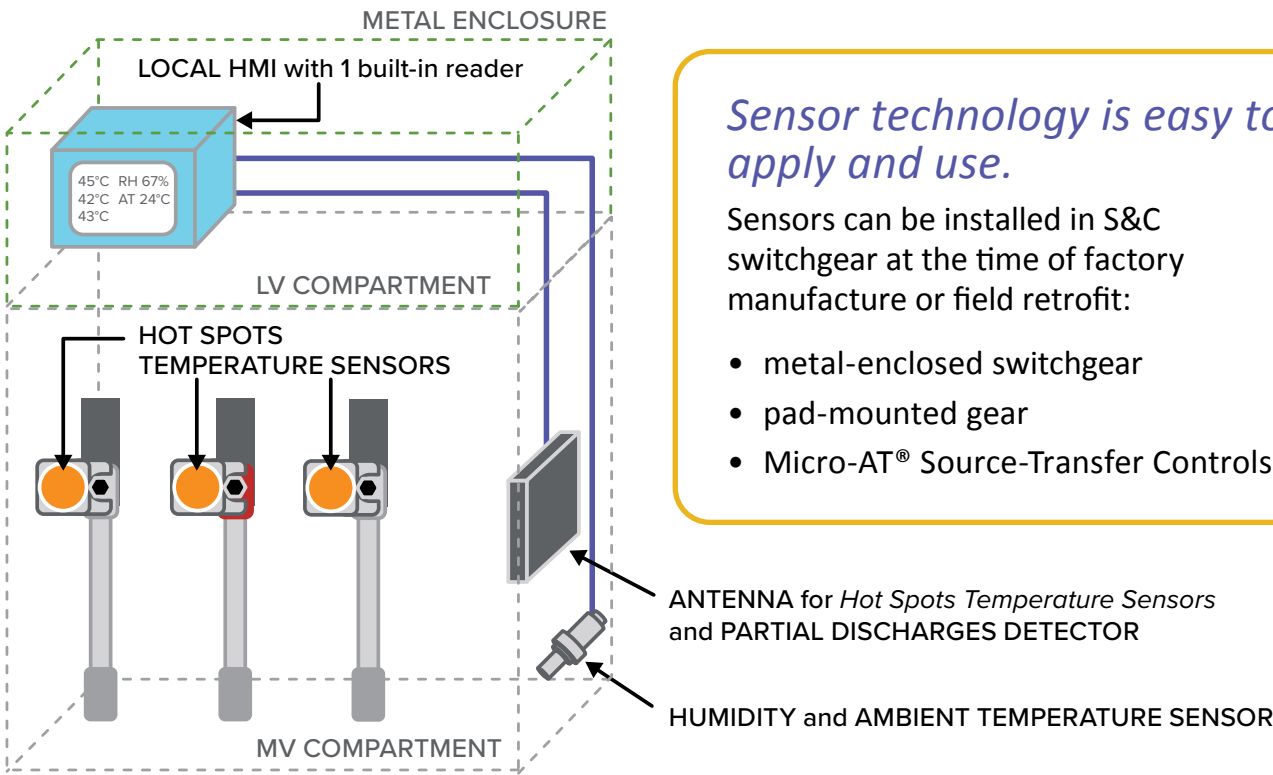 METAL ENCLOSURE
LOCAL HMI with 1 built-in reader
45°C RH 67%
42°C AT 24°C
43°C
LV COMPARTMENT
HOT SPOTS
TEMPERATURE SENSORS
MV COMPARTMENT
Sensor technology is easy to
apply and use.
Sensors can be installed in S&C
switchgear at the time of factory
manufacture or field retrofit:
• metal-enclosed switchgear
• pad-mounted gear
• Micro-AT® Source-Transfer Controls
ANTENNA for Hot Spots Temperature Sensors
and PARTIAL DISCHARGES DETECTOR
HUMIDITY and AMBIENT TEMPERATURE SENSOR